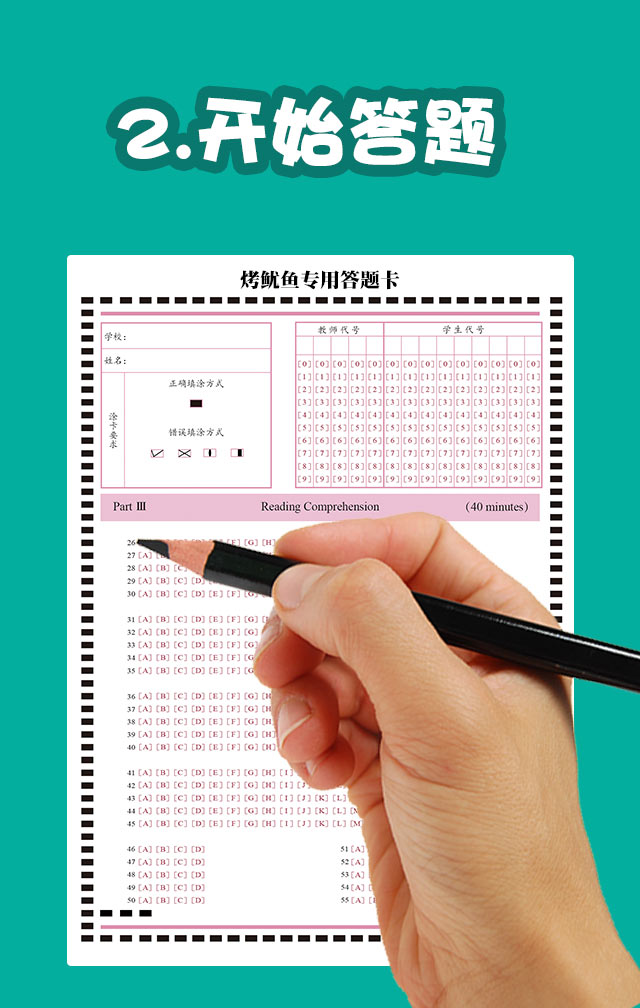 2.开始答题
烤鱿鱼专用答题卡
学校：
姓名：
涂卡要求
正确填涂方式
错误填涂方式
教师代号 学生代号
[0] [0] [0] [0] [0] [0] [0] [0] [0] [0] [0] [0] [0] [0]
[1] [1] [1] [1] [1] [1] [1] [1] [1] [1] [1] [1] [1] [1]
[2] [2] [2] [2] [2] [2] [2] [2] [2] [2] [2] [2] [2] [2]
[3] [3] [3] [3] [3] [3] [3] [3] [3] [3] [3] [3] [3] [3]
[4] [4] [4] [4] [4] [4] [4] [4] [4] [4] [4] [4] [4] [4]
[5] [5] [5] [5] [5] [5] [5] [5] [5] [5] [5] [5] [5] [5]
[6] [6] [6] [6] [6] [6] [6] [6] [6] [6] [6] [6] [6] [6]
[7] [7] [7] [7] [7] [7] [7] [7] [7] [7] [7] [7] [7] [7]
[8] [8] [8] [8] [8] [8] [8] [8] [8] [8] [8] [8] [8] [8]
[9] [9] [9] [9] [9] [9] [9] [9] [9] [9] [9] [9] [9] [9]
Part Ⅲ Reading Comprehension (40 minutes)
26 [F] [G] [H]
27 [A] [B]
28 [A] [B] [C]
29 [A] [B] [C] [D] [E]
30 [A] [B] [C] [D] [E] [F] [G]
31 [A] [B] [C] [D] [E] [F] [G] [H]
32 [A] [B] [C] [D] [E] [F] [G]
33 [A] [B] [C] [D] [E] [F] [G]
34 [A] [B] [C] [D] [E] [F] [G]
35 [A] [B] [C] [D] [E] [F] [G]
36 [A] [B] [C] [D] [E] [F] [G] [H]
37 [A] [B] [C] [D] [E] [F] [G] [H]
38 [A] [B] [C] [D] [E] [F] [G] [H]
39 [A] [B] [C] [D] [E] [F] [G] [H]
40 [A] [B] [C] [D] [E] [F] [G] [H]
41 [A] [B] [C] [D] [E] [F] [G] [H] [I]
42 [A] [B] [C] [D] [E] [F] [G] [H] [I] [J]
43 [A] [B] [C] [D] [E] [F] [G] [H] [I] [J] [K] [L]
44 [A] [B] [C] [D] [E] [F] [G] [H] [I] [J] [K] [L] [M]
45 [A] [B] [C] [D] [E] [F] [G] [H] [I] [J] [K] [L] [M]
46 [A] [B] [C] [D] 51 [A]
47 [A] [B] [C] [D] 52 [A]
48 [A] [B] [C] [D] 53 [A]
49 [A] [B] [C] [D] 54 [A]
50 [A] [B] [C] [D] 55 [A]